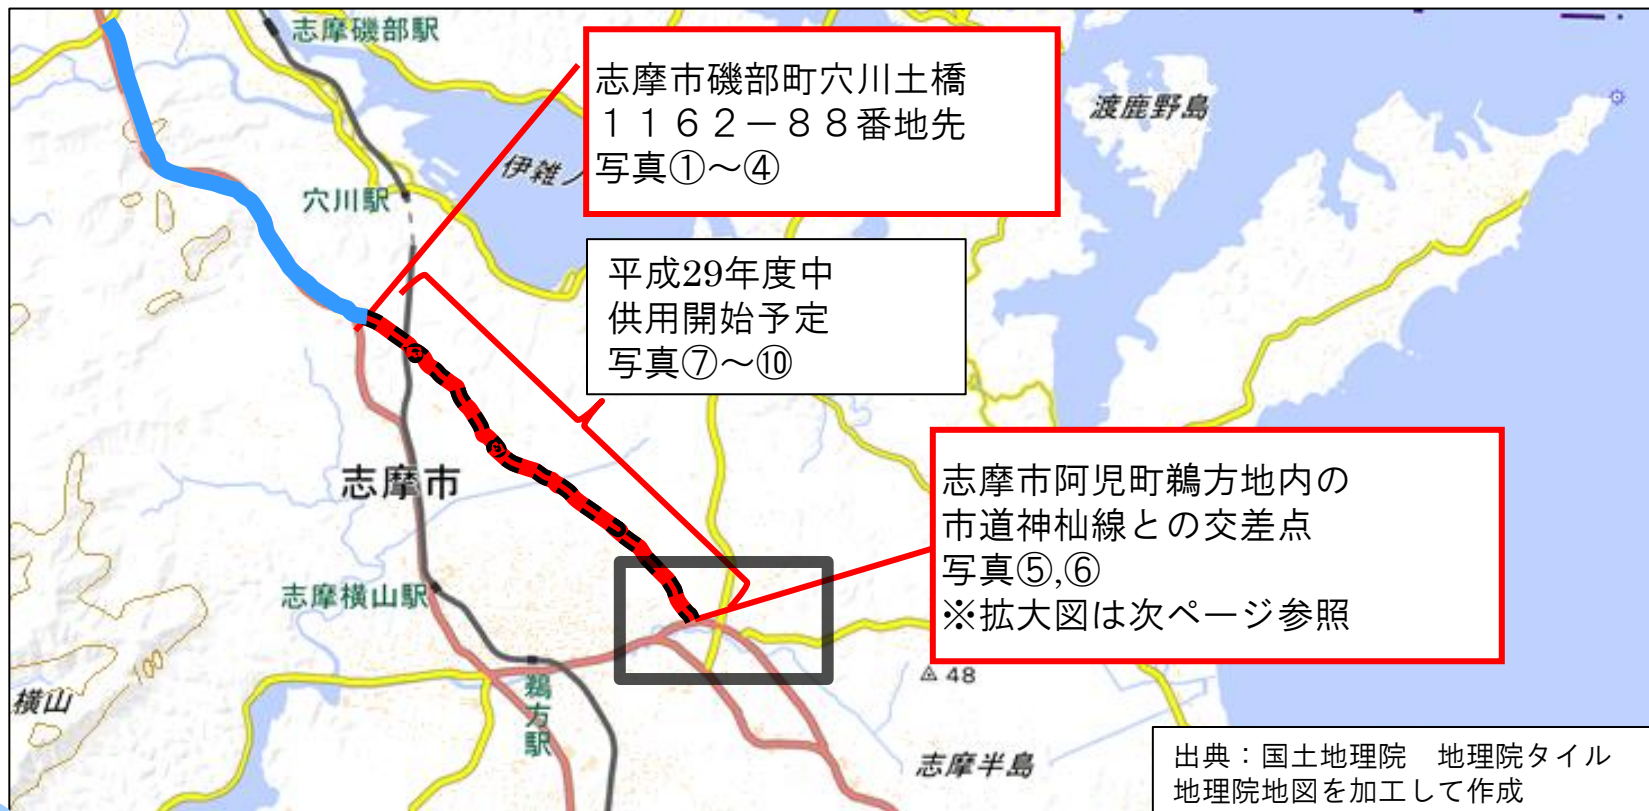 志摩磯部駅
志摩市磯部町穴川土橋
１１６２－８８番地先
写真①～④
渡鹿野島
伊雑ノ
穴川駅
平成29年度中
供用開始予定
写真⑦～⑩
志摩市
志摩市阿児町鵜方地内の
市道神杣線との交差点
写真⑤,⑥
※拡大図は次ページ参照
志摩横山駅
48
横山
鵜方駅
志摩半島
出典：国土地理院　地理院タイル
地理院地図を加工して作成